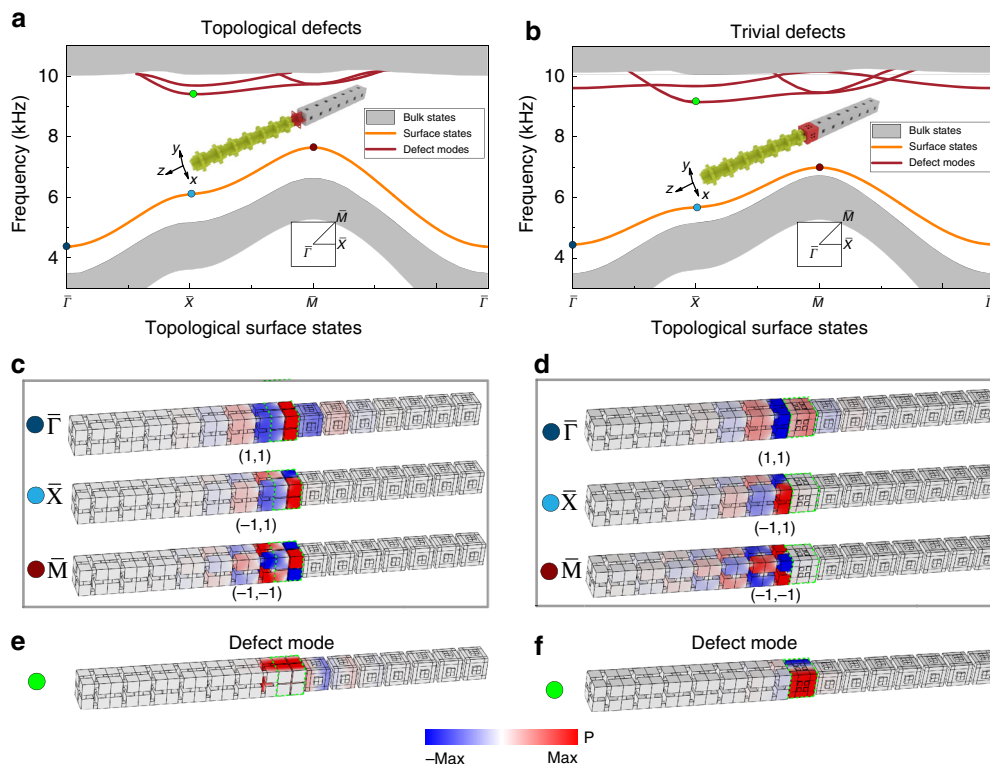 a
Topological defects
Frequency (kHz)
10
8
6
4
Bulk states
Surface states
Defect modes
y
z
x
M̅
Γ̅
X̅
Γ̅
X̅
M̅
Γ̅
Topological surface states
b
Trivial defects
Frequency (kHz)
10
8
6
4
Bulk states
Surface states
Defect modes
y
z
x
M̅
Γ̅
X̅
Γ̅
X̅
M̅
Γ̅
Topological surface states
c
Γ̅
(1,1)
X̅
(–1,1)
M̅
(–1,–1)
d
Γ̅
(1,1)
X̅
(–1,1)
M̅
(–1,–1)
e
Defect mode
f
Defect mode
P
–Max
Max